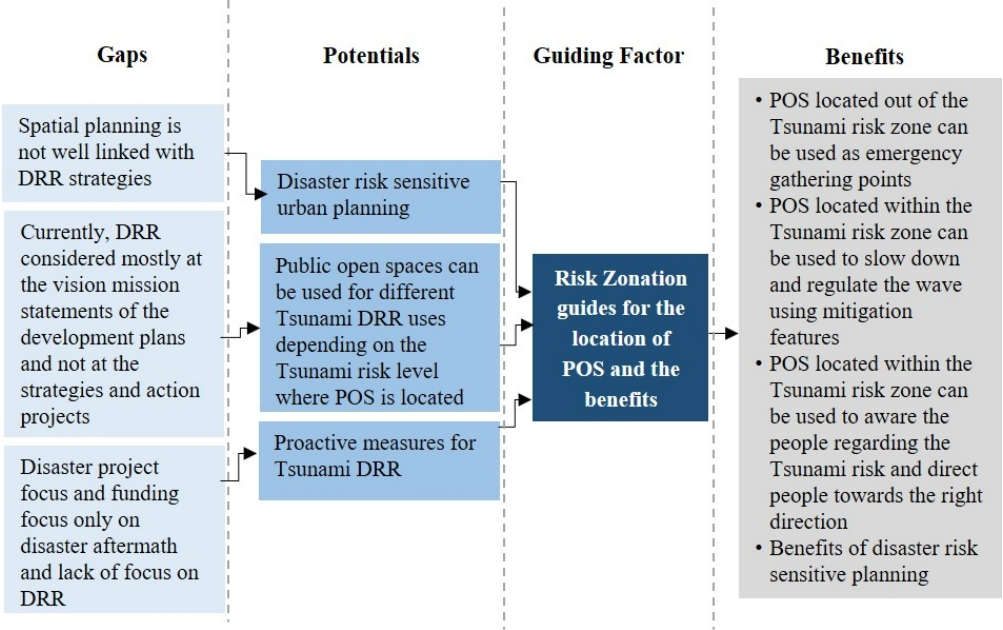 Gaps
Potentials
Guiding Factor
Benefits
Spatial planning is
not well linked with
DRR strategies
Currently, DRR
considered mostly at
the vision mission
statements of the
development plans
and not at the
strategies and action
projects
Disaster project
focus and funding
focus only on
disaster aftermath
and lack of focus on
DRR
Disaster risk sensitive
urban planning
Public open spaces can
be used for different
Tsunami DRR uses
depending on the
Tsunami risk level
where POS is located
Proactive measures for
Tsunami DRR
Risk Zonation
guides for the
location of
POS and the
benefits
• POS located out of the
Tsunami risk zone can
be used as emergency
gathering points
• POS located within the
Tsunami risk zone can
be used to slow down
and regulate the wave
using mitigation
features
• POS located within the
Tsunami risk zone can
be used to aware the
people regarding the
Tsunami risk and direct
people towards the right
direction
• Benefits of disaster risk
sensitive planning